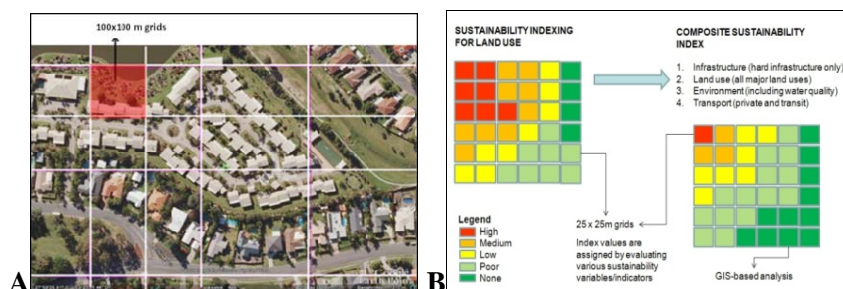 100x100 m grids
A
B
SUSTAINABILITY INDEXING
FOR LAND USE
COMPOSITE SUSTAINABILITY
INDEX
1. Infrastructure (hard infrastructure only)
2. Land use (all major land uses)
3. Environment (including water quality)
4. Transport (private and transit)
Legend
High
Medium
Low
Poor
None
25 x 25m grids
Index values are
assigned by evaluating
various sustainability
variables/indicators
GIS-based analysis